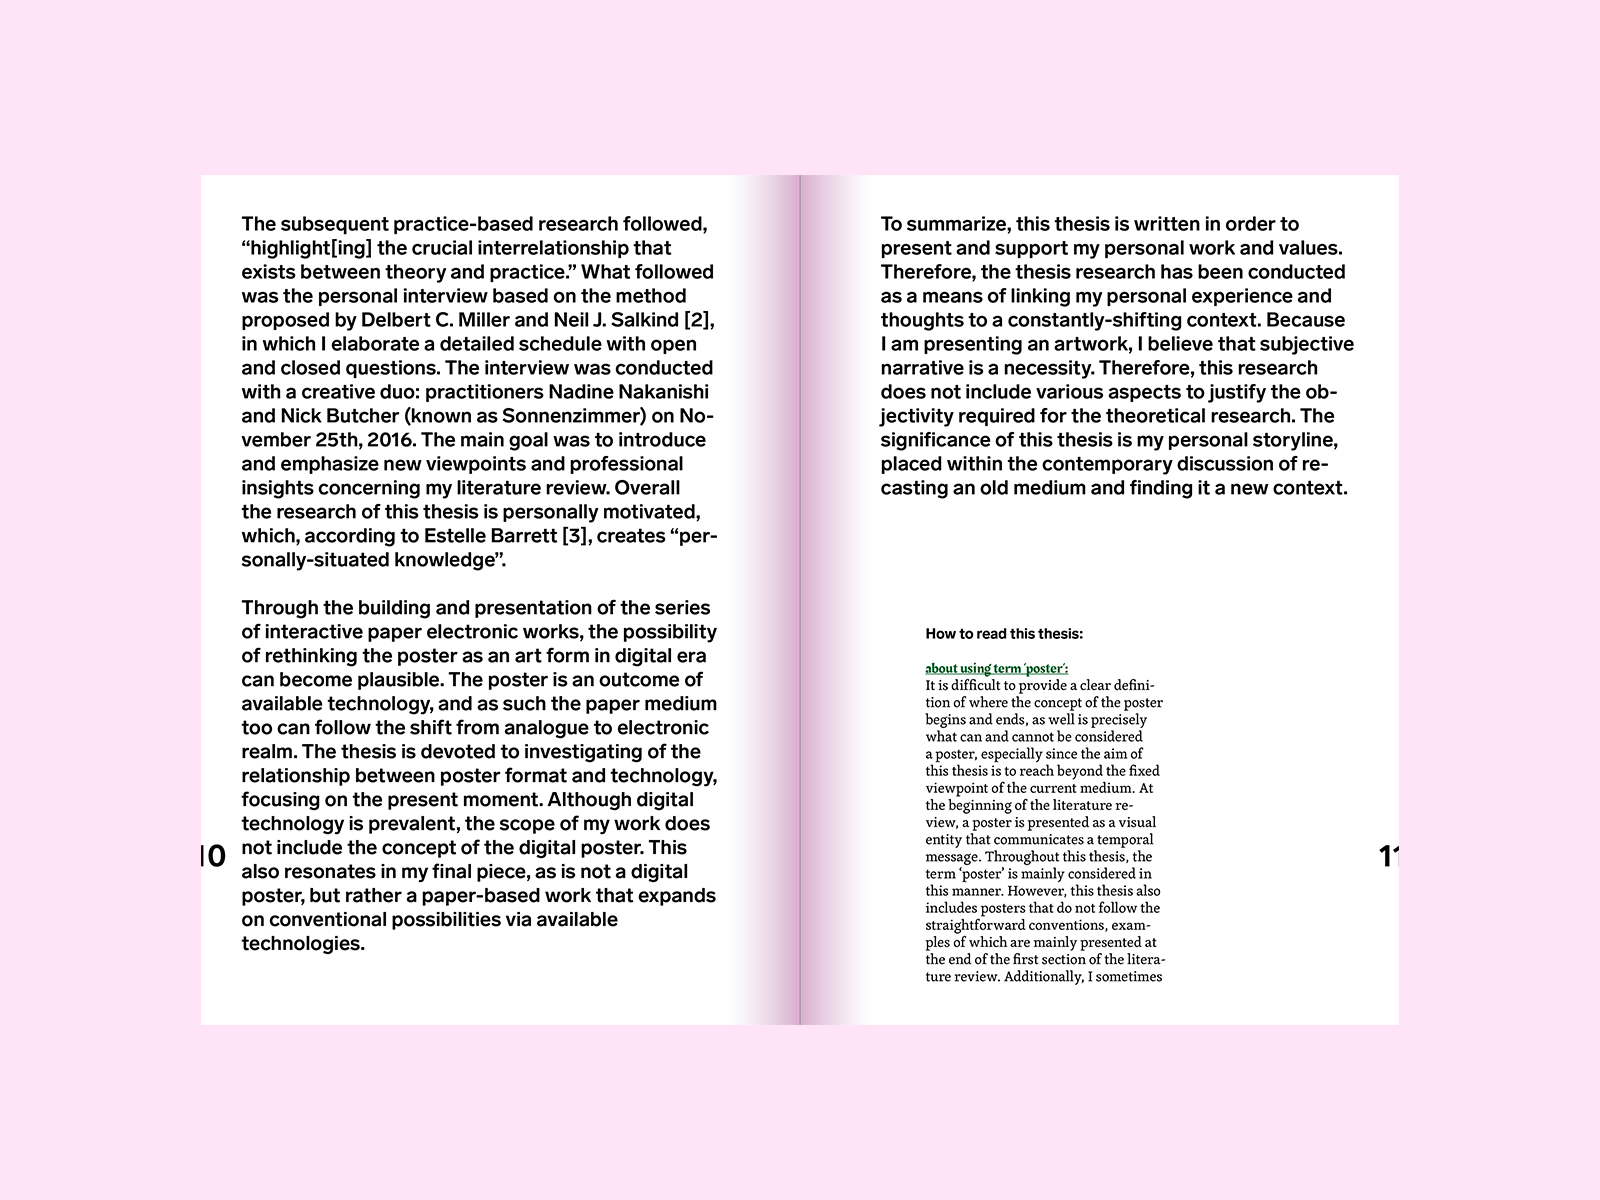 The subsequent practice-based research followed,
“highlight[ing] the crucial interrelationship that
exists between theory and practice.” What followed
was the personal interview based on the method
proposed by Delbert C. Miller and Neil J. Salkind [2],
in which I elaborate a detailed schedule with open
and closed questions. The interview was conducted
with a creative duo: practitioners Nadine Nakanishi
and Nick Butcher (known as Sonnenzimmer) on No-
vember 25th, 2016. The main goal was to introduce
and emphasize new viewpoints and professional
insights concerning my literature review. Overall
the research of this thesis is personally motivated,
which, according to Estelle Barrett [3], creates “per-
sonally-situated knowledge”.
Through the building and presentation of the series
of interactive paper electronic works, the possibility
of rethinking the poster as an art form in digital era
can become plausible. The poster is an outcome of
available technology, and as such the paper medium
too can follow the shift from analogue to electronic
realm. The thesis is devoted to investigating of the
relationship between poster format and technology,
focusing on the present moment. Although digital
technology is prevalent, the scope of my work does
not include the concept of the digital poster. This
also resonates in my final piece, as is not a digital
poster, but rather a paper-based work that expands
on conventional possibilities via available
technologies.
10
To summarize, this thesis is written in order to
present and support my personal work and values.
Therefore, the thesis research has been conducted
as a means of linking my personal experience and
thoughts to a constantly-shifting context. Because
I am presenting an artwork, I believe that subjective
narrative is a necessity. Therefore, this research
does not include various aspects to justify the ob-
jectivity required for the theoretical research. The
significance of this thesis is my personal storyline,
placed within the contemporary discussion of re-
casting an old medium and finding it a new context.
How to read this thesis:
about using term ‘poster’:
It is difficult to provide a clear defini-
tion of where the concept of the poster
begins and ends, as well is precisely
what can and cannot be considered
a poster, especially since the aim of
this thesis is to reach beyond the fixed
viewpoint of the current medium. At
the beginning of the literature re-
view, a poster is presented as a visual
entity that communicates a temporal
message. Throughout this thesis, the
term ‘poster’ is mainly considered in
this manner. However, this thesis also
includes posters that do not follow the
straightforward conventions, exam-
ples of which are mainly presented at
the end of the first section of the litera-
ture review. Additionally, I sometimes
11